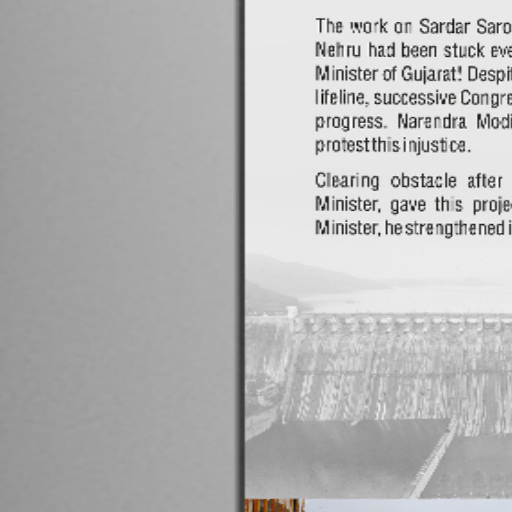 The work on Sardar Saro
Nehru had been stuck eve
Minister of Gujarat! Despit
lifeline, successive Congre
progress. Narendra Modi
protest this injustice.
Clearing obstacle after
Minister, gave this proje
Minister, he strengthened i